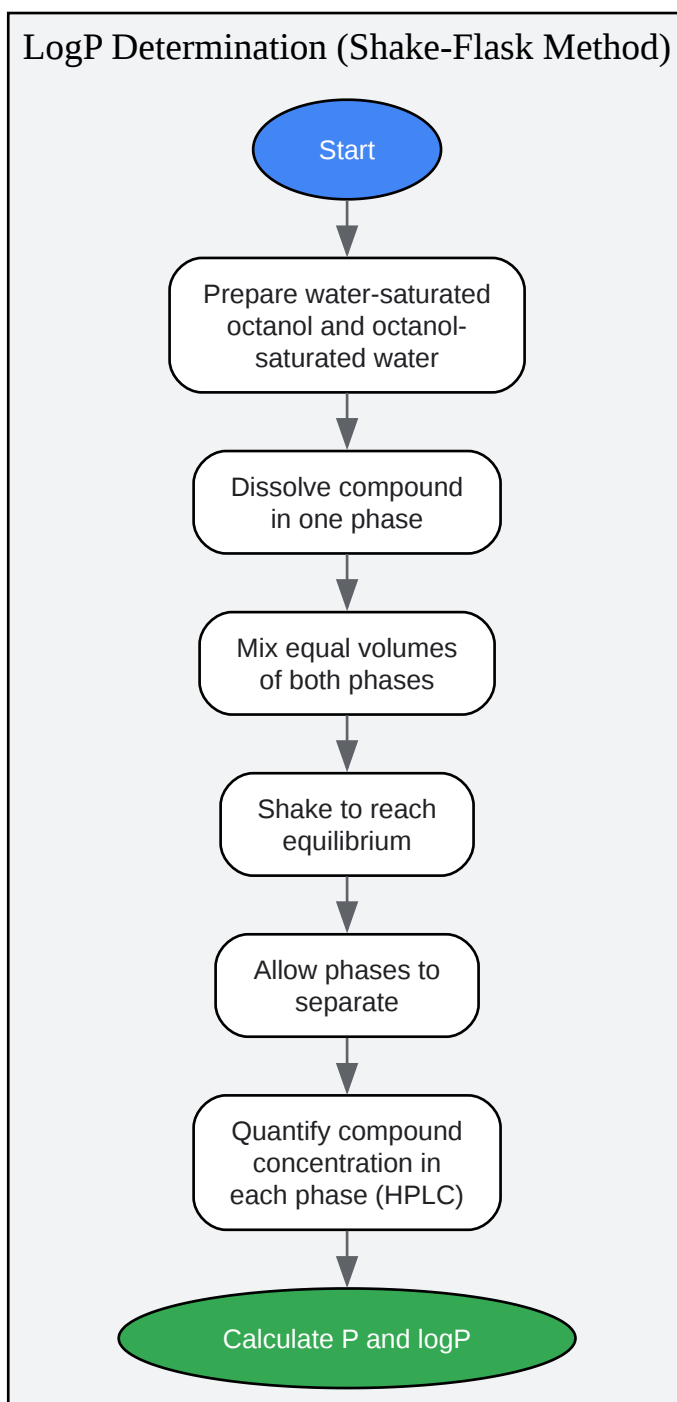 LogP Determination (Shake-Flask Method)
Start
Prepare water-saturated
octanol and octanol-
saturated water
Dissolve compound
in one phase
Mix equal volumes
of both phases
Shake to reach
equilibrium
Allow phases to
separate
Quantify compound
concentration in
each phase (HPLC)
Calculate P and logP